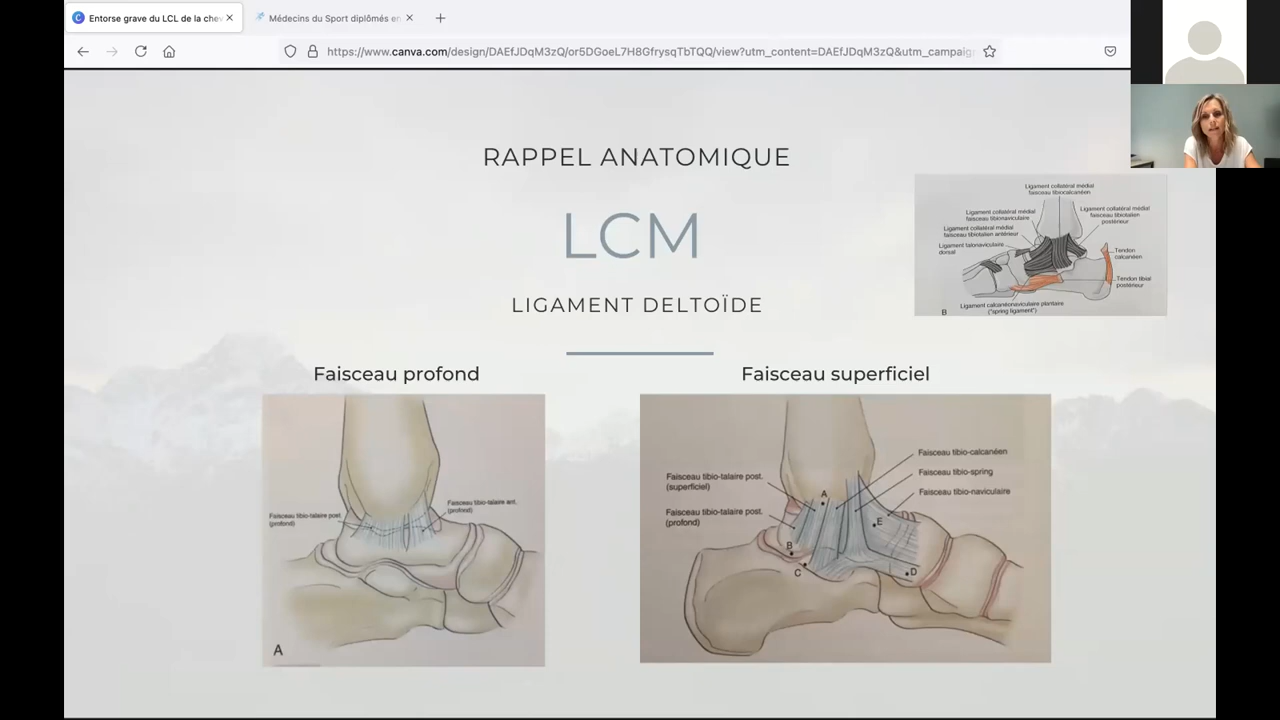 Entorse grave du LCL de la chev
Médecins du Sport diplômés en
https://www.canva.com/design/DAEfJDqM3zQ/or5DGoeL7H8GfrysqTbTQQ/view?utm_content=DAEfJDqM3zQ&utm_campaign
RAPPEL ANATOMIQUE
LCM
LIGAMENT DELTOÏDE
Ligament collatéral médial
faisceau tibiocalcanéen
Ligament collatéral médial
faisceau tibionaviculaire
Ligament collatéral médial
faisceau tibiotalien
postérieur
Ligament collatéral médial
faisceau tibiotalien antérieur
Ligament talonaviculaire
dorsal
Tendon
calcanéen
Tendon tibial
postérieur
Ligament calcanéonaviculaire plantaire
("spring ligament")
B
Faisceau profond
Faisceau superficiel
Faisceau tibio-talaire post.
(profond)
Faisceau tibio-talaire ant.
(profond)
A
Faisceau tibio-talaire post.
(superficiel)
Faisceau tibio-talaire post.
(profond)
Faisceau tibio-calcanéen
Faisceau tibio-spring
Faisceau tibio-naviculaire
A
E
B
C
D